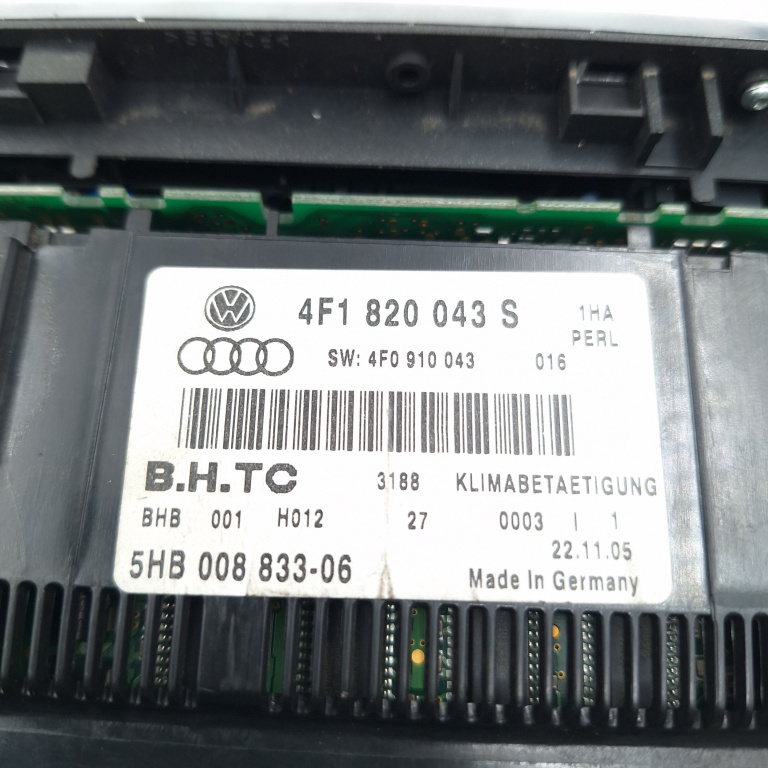 4F1 820 043 S 1HA
PERL
SW: 4F0 910 043 016
B.H.TC 3188 KLIMABETAETIGUNG
BHB 001 H012 27 0003 I 1
22.11.05
5HB 008 833-06 Made In Germany